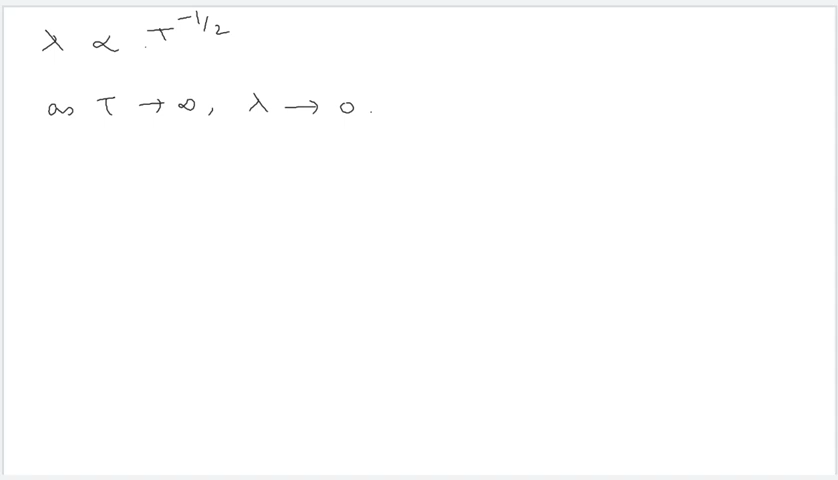 λ ∝ T^{-1/2}
as T → ∞, λ → 0.